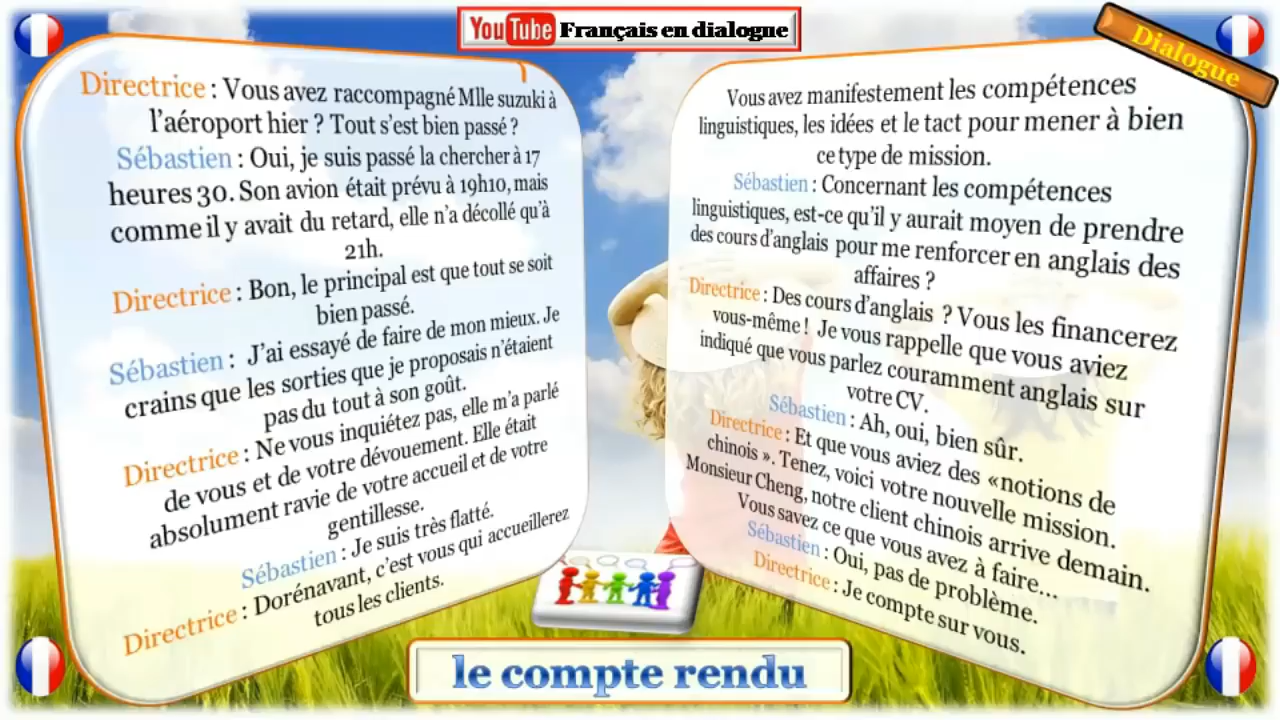 YouTube Français en dialogue
Dialogue
Directrice : Vous avez raccompagné Mlle suzuki à
l'aéroport hier ? Tout s'est bien passé ?
Sébastien : Oui, je suis passé la chercher à 17
heures 30. Son avion était prévu à 19h10, mais
comme il y avait du retard, elle n'a décollé qu'à
21h.
Directrice : Bon, le principal est que tout se soit
bien passé.
Sébastien : J'ai essayé de faire de mon mieux. Je
crains que les sorties que je proposais n'étaient
pas du tout à son goût.
Directrice : Ne vous inquiétez pas, elle m'a parlé
de vous et de votre dévouement. Elle était
absolument ravie de votre accueil et de votre
gentillesse.
Sébastien : Je suis très flatté.
Directrice : Dorénavant, c'est vous qui accueillerez
tous les clients.
Vous avez manifestement les compétences
linguistiques, les idées et le tact pour mener à bien
ce type de mission.
Sébastien : Concernant les compétences
linguistiques, est-ce qu'il y aurait moyen de prendre
des cours d'anglais pour me renforcer en anglais des
affaires ?
Directrice : Des cours d'anglais ? Vous les financerez
vous-même ! Je vous rappelle que vous aviez
indiqué que vous parlez couramment anglais sur
votre CV.
Sébastien : Ah, oui, bien sûr.
Directrice : Et que vous aviez des «notions de
chinois ». Tenez, voici votre nouvelle mission.
Monsieur Cheng, notre client chinois arrive demain.
Vous savez ce que vous avez à faire...
Sébastien : Oui, pas de problème.
Directrice : Je compte sur vous.
le compte rendu